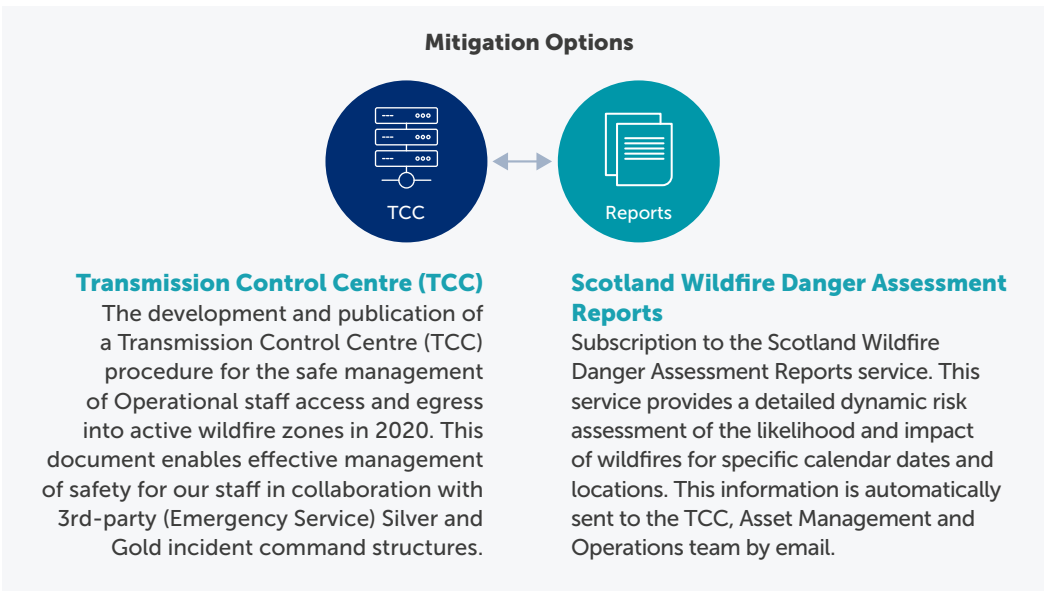 Mitigation Options
TCC
Reports
Transmission Control Centre (TCC)
The development and publication of
a Transmission Control Centre (TCC)
procedure for the safe management
of Operational staff access and egress
into active wildfire zones in 2020. This
document enables effective management
of safety for our staff in collaboration with
3rd-party (Emergency Service) Silver and
Gold incident command structures.
Scotland Wildfire Danger Assessment
Reports
Subscription to the Scotland Wildfire
Danger Assessment Reports service. This
service provides a detailed dynamic risk
assessment of the likelihood and impact
of wildfires for specific calendar dates and
locations. This information is automatically
sent to the TCC, Asset Management and
Operations team by email.